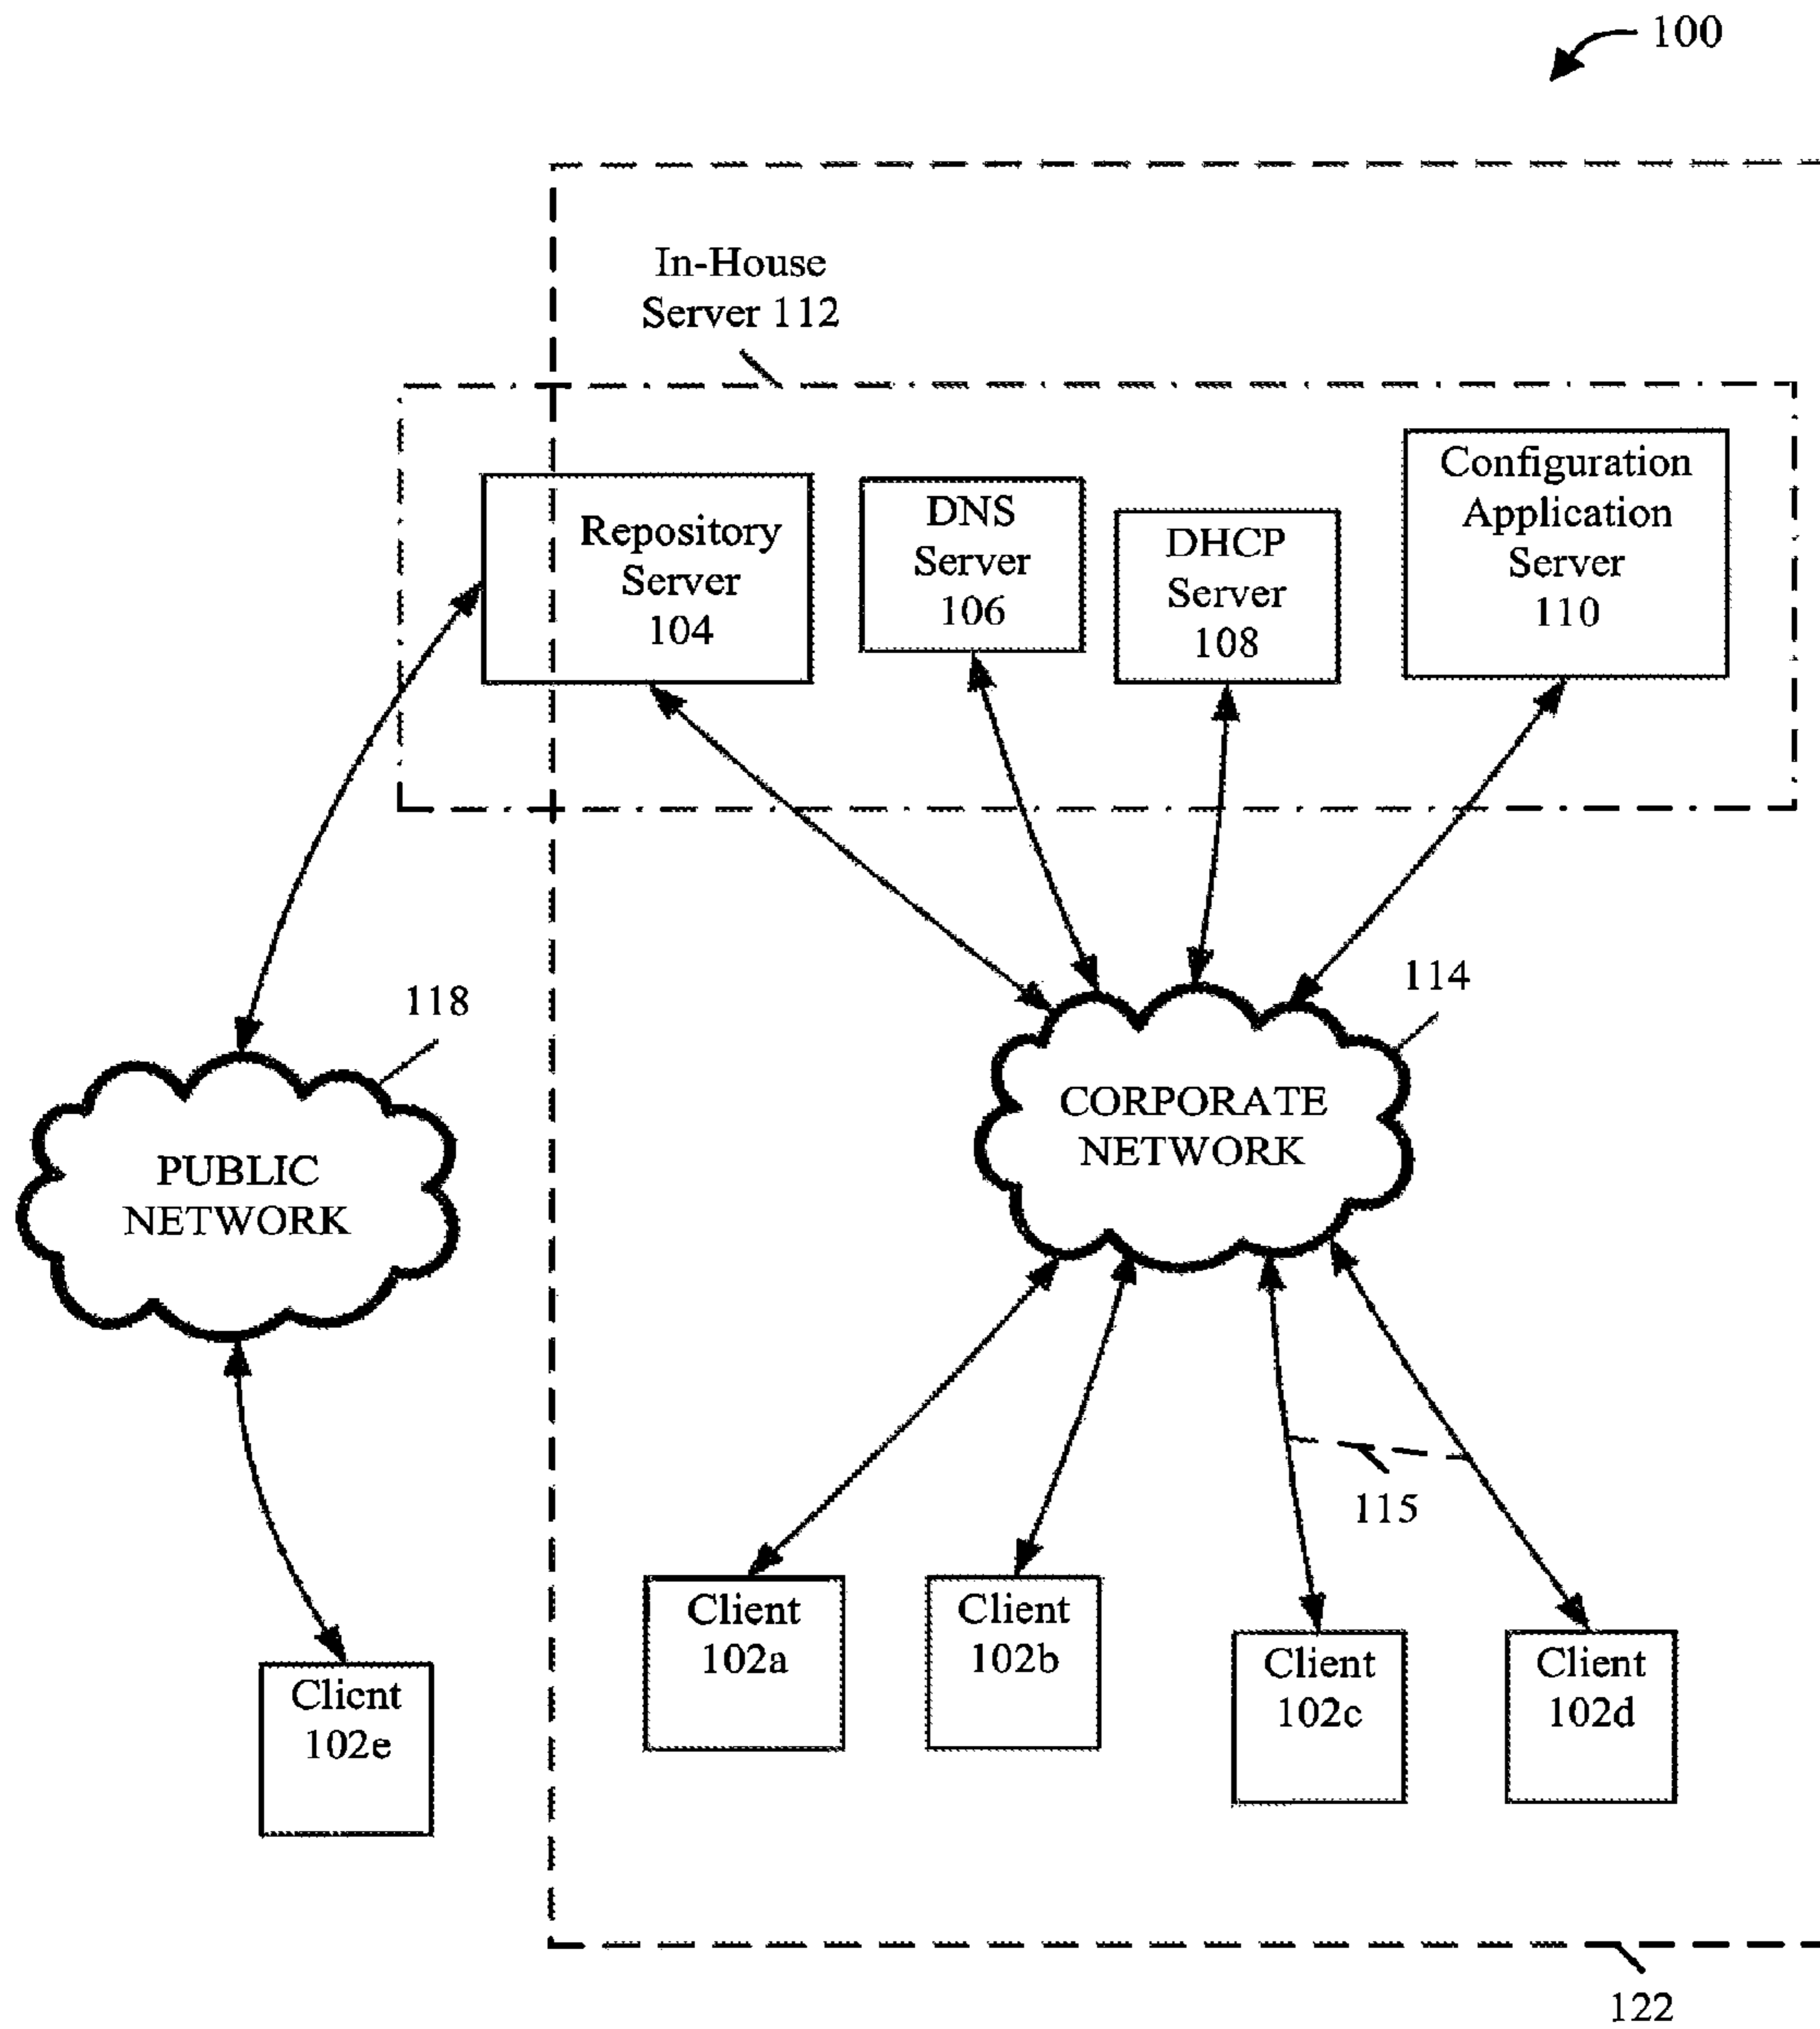 100
In-House
Server 112
Repository
Server
104
DNS
Server
106
DHCP
Server
108
Configuration
Application
Server
110
118
114
PUBLIC
NETWORK
CORPORATE
NETWORK
115
Client
102a
Client
102b
Client
102c
Client
102d
Client
102e
122